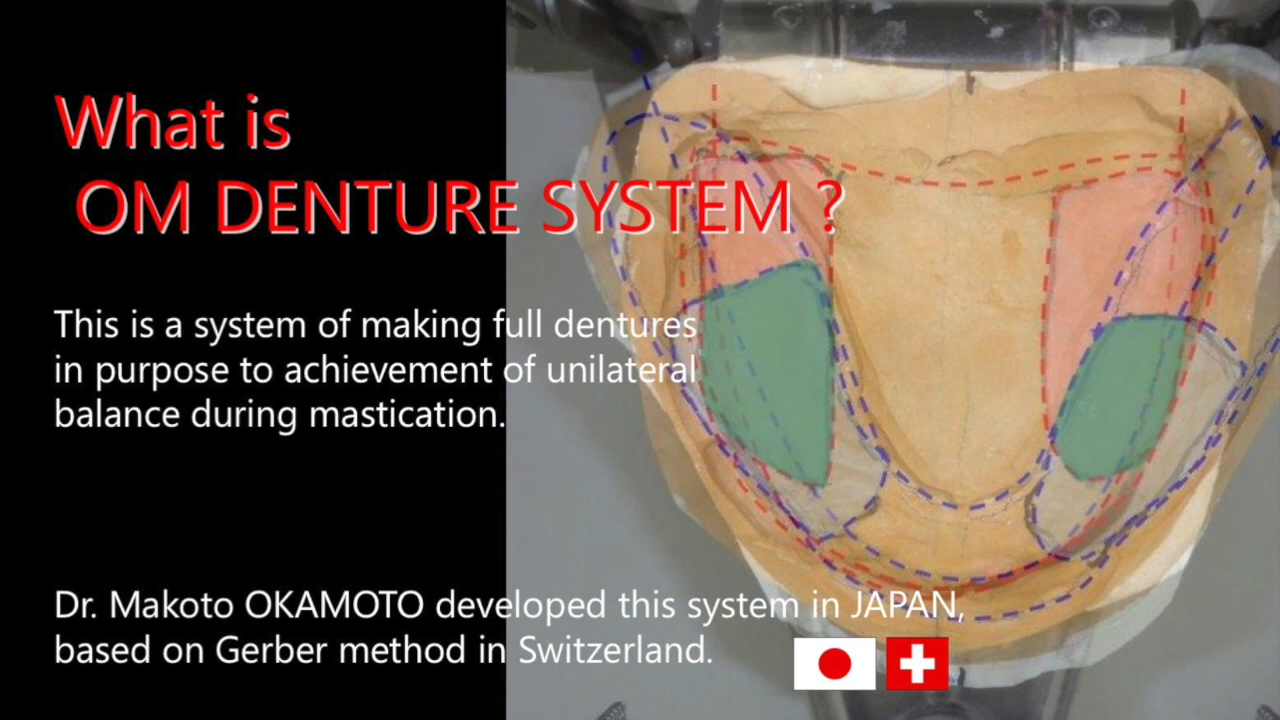 What is
OM DENTURE SYSTEM ?
This is a system of making full dentures
in purpose to achievement of unilateral
balance during mastication.
Dr. Makoto OKAMOTO developed this system in JAPAN,
based on Gerber method in Switzerland.